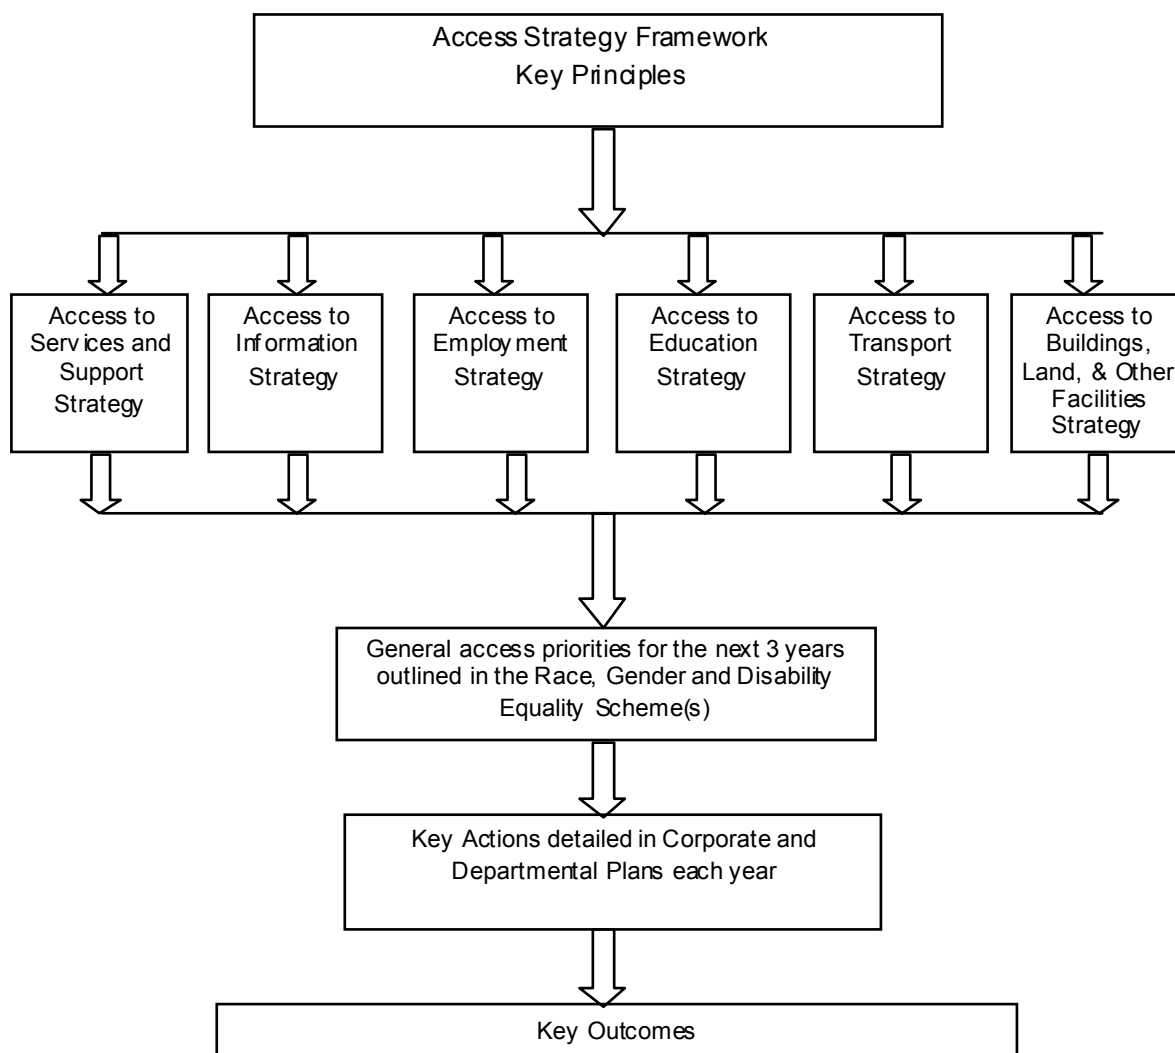 Access Strategy Framework
Key Principles
Access to
Services and
Support
Strategy
Access to
Information
Strategy
Access to
Employment
Strategy
Access to
Education
Strategy
Access to
Transport
Strategy
Access to
Buildings,
Land, & Other
Facilities
Strategy
General access priorities for the next 3 years
outlined in the Race, Gender and Disability
Equality Scheme(s)
Key Actions detailed in Corporate and
Departmental Plans each year
Key Outcomes